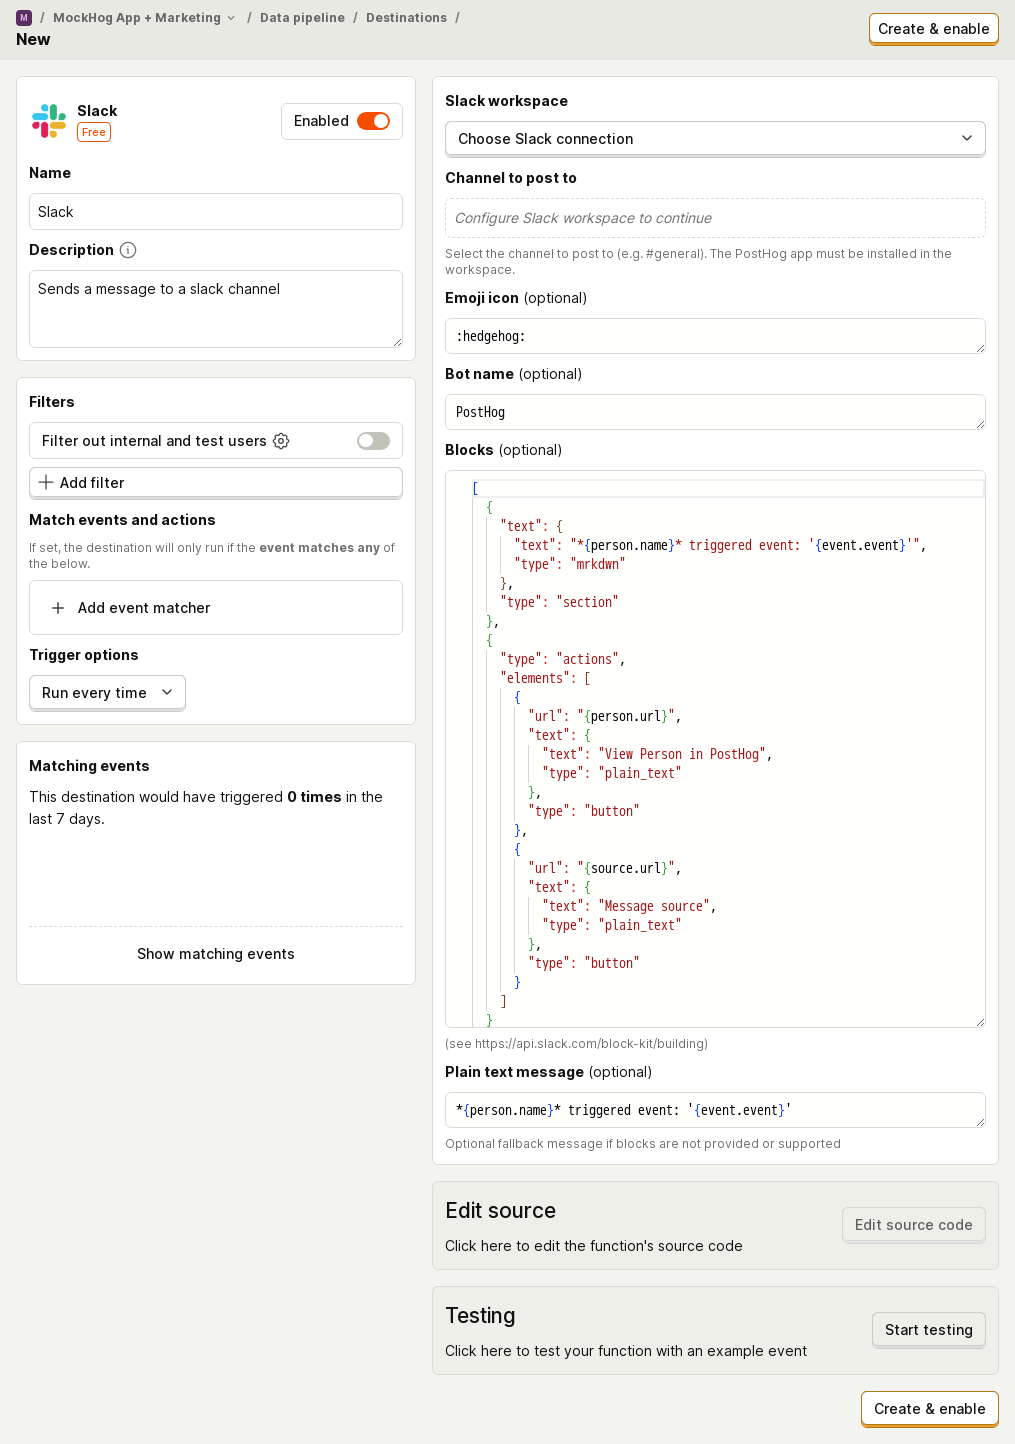 M / MockHog App + Marketing / Data pipeline / Destinations /
New
Create & enable
Slack
Free
Enabled
Name
Slack
Description
Sends a message to a slack channel
Filters
Filter out internal and test users
Add filter
Match events and actions
If set, the destination will only run if the event matches any of
the below.
Add event matcher
Trigger options
Run every time
Matching events
This destination would have triggered 0 times in the
last 7 days.
Show matching events
Slack workspace
Choose Slack connection
Channel to post to
Configure Slack workspace to continue
Select the channel to post to (e.g. #general). The PostHog app must be installed in the
workspace.
Emoji icon (optional)
:hedgehog:
Bot name (optional)
PostHog
Blocks (optional)
[
{
"text": {
"text": "*{person.name}* triggered event: '{event.event}'",
"type": "mrkdwn"
},
"type": "section"
},
{
"type": "actions",
"elements": [
{
"url": "{person.url}",
"text": {
"text": "View Person in PostHog",
"type": "plain_text"
},
"type": "button"
},
{
"url": "{source.url}",
"text": {
"text": "Message source",
"type": "plain_text"
},
"type": "button"
}
]
}
(see https://api.slack.com/block-kit/building)
Plain text message (optional)
*{person.name}* triggered event: '{event.event}'
Optional fallback message if blocks are not provided or supported
Edit source
Click here to edit the function's source code
Edit source code
Testing
Click here to test your function with an example event
Start testing
Create & enable